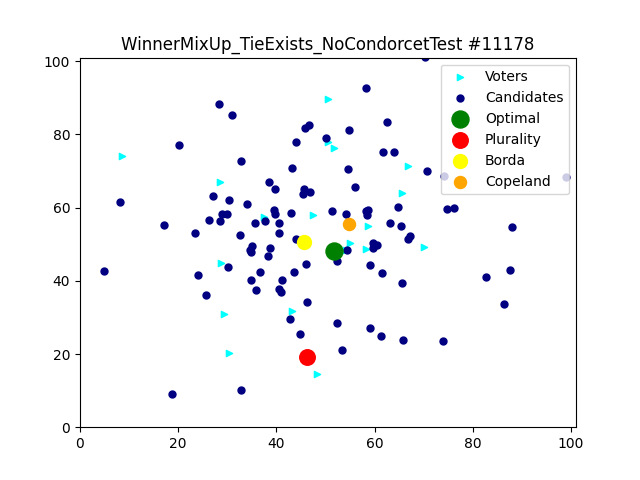 WinnerMixUp_TieExists_NoCondorcetTest #11178
100
80
60
40
20
0
0 20 40 60 80 100
Voters
Candidates
Optimal
Plurality
Borda
Copeland